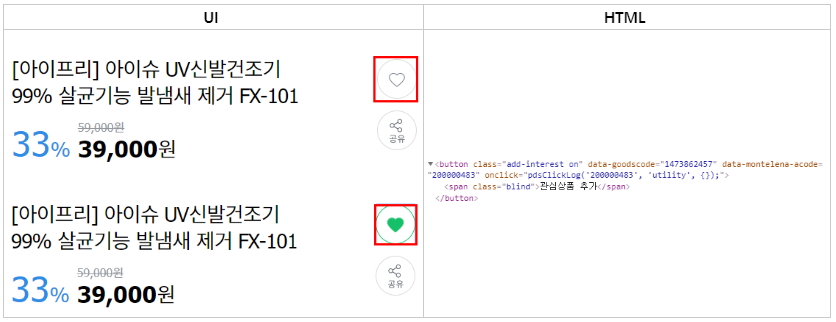 UI
HTML
[아이프리] 아이슈 UV신발건조기
99% 살균기능 발냄새 제거 FX-101
59,000원
33% 39,000원
공유
[아이프리] 아이슈 UV신발건조기
99% 살균기능 발냄새 제거 FX-101
59,000원
33% 39,000원
공유
▼<button class="add-interest on" data-goodscode="1473862457" data-montelena-acode=
"200000483" onclick="pdsClickLog('200000483', 'utility', {});">
<span class="blind">관심상품 추가</span>
</button>